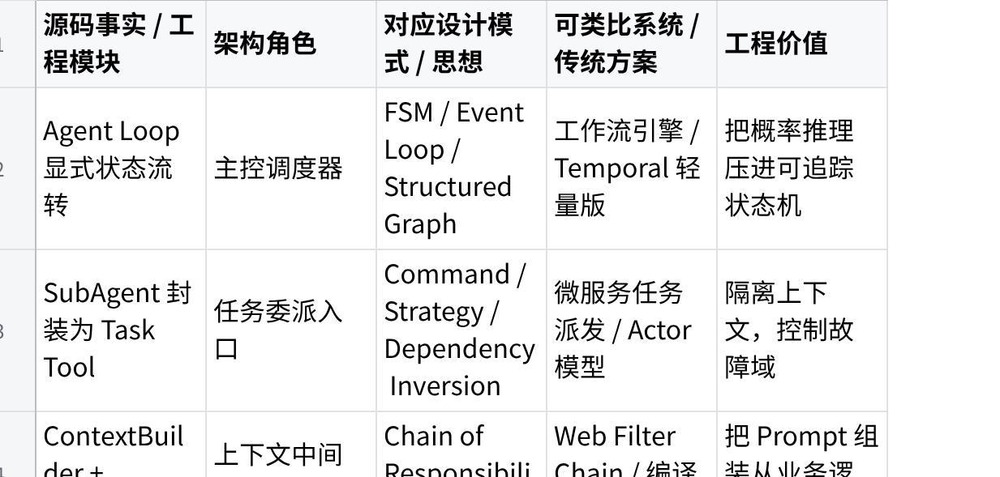 源码事实 / 工
程模块
架构角色
对应设计模
式 / 思想
可类比系统 /
传统方案
工程价值
Agent Loop
显式状态流
转
主控调度器
FSM / Event
Loop /
Structured
Graph
工作流引擎 /
Temporal 轻
量版
把概率推理
压进可追踪
状态机
SubAgent 封
装为 Task
Tool
任务委派入
口
Command /
Strategy /
Dependency
Inversion
微服务任务
派发 / Actor
模型
隔离上下
文，控制故
障域
ContextBuil
der +
上下文中间
Chain of
Responsibili
Web Filter
Chain / 编译
把 Prompt 组
装从业务逻